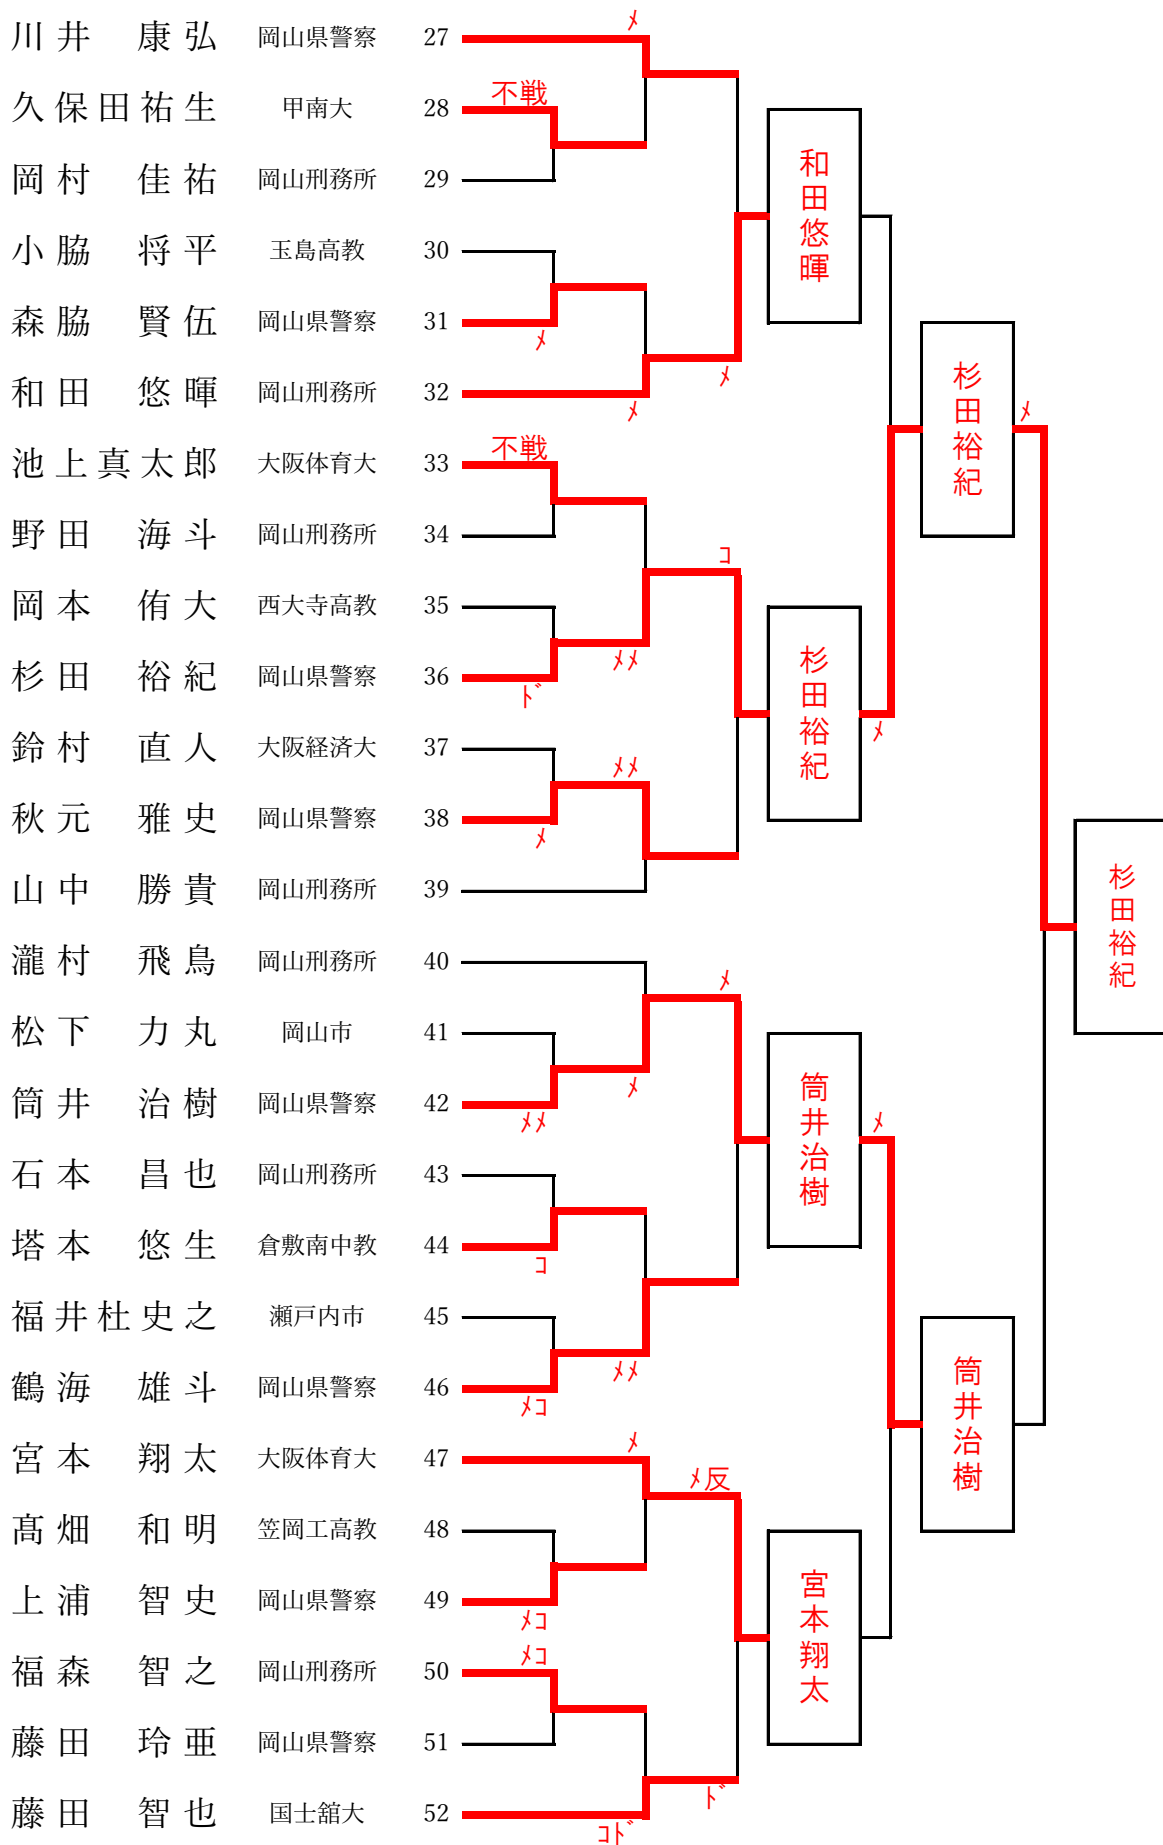 川井 康弘 岡山県警察 27 ﾒ
久保田祐生 甲南大 28 不戦
岡村 佳祐 岡山刑務所 29
小脇 将平 玉島高教 30
森脇 賢伍 岡山県警察 31 ﾒ
和田 悠暉 岡山刑務所 32 ﾒ
ﾒ
和田悠暉
池上真太郎 大阪体育大 33 不戦
野田 海斗 岡山刑務所 34
岡本 侑大 西大寺高教 35
杉田 裕紀 岡山県警察 36 ﾄﾞ
ﾒﾒ
コ
鈴村 直人 大阪経済大 37
秋元 雅史 岡山県警察 38 ﾒ
ﾒﾒ
山中 勝貴 岡山刑務所 39
杉田裕紀
ﾒ
杉田裕紀
ﾒ
瀧村 飛鳥 岡山刑務所 40
松下 力丸 岡山市 41
筒井 治樹 岡山県警察 42 ﾒﾒ
ﾒ
ﾒ
石本 昌也 岡山刑務所 43
塔本 悠生 倉敷南中教 44 コ
福井杜史之 瀬戸内市 45
鶴海 雄斗 岡山県警察 46 ﾒコ
ﾒﾒ
筒井治樹
ﾒ
宮本 翔太 大阪体育大 47 ﾒ
ﾒ反
髙畑 和明 笠岡工高教 48
上浦 智史 岡山県警察 49 ﾒコ
福森 智之 岡山刑務所 50 ﾒコ
藤田 玲亜 岡山県警察 51
藤田 智也 国士舘大 52 コﾄﾞ
ﾄﾞ
宮本翔太
筒井治樹
杉田裕紀